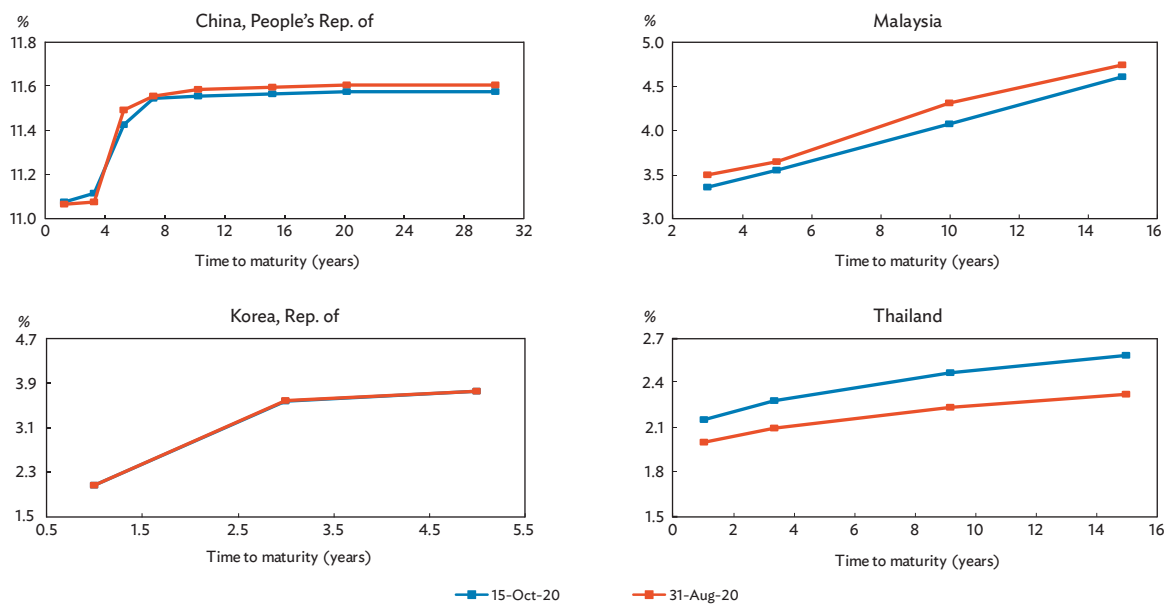 China, People's Rep. of
%
11.8
11.6
11.4
11.2
11.0
0 4 8 12 16 20 24 28 32
Time to maturity (years)
Malaysia
%
5.0
4.5
4.0
3.5
3.0
2 4 6 8 10 12 14 16
Time to maturity (years)
Korea, Rep. of
%
4.7
3.9
3.1
2.3
1.5
0.5 1.5 2.5 3.5 4.5 5.5
Time to maturity (years)
Thailand
%
2.7
2.4
2.1
1.8
1.5
0 2 4 6 8 10 12 14 16
Time to maturity (years)
15-Oct-20 31-Aug-20